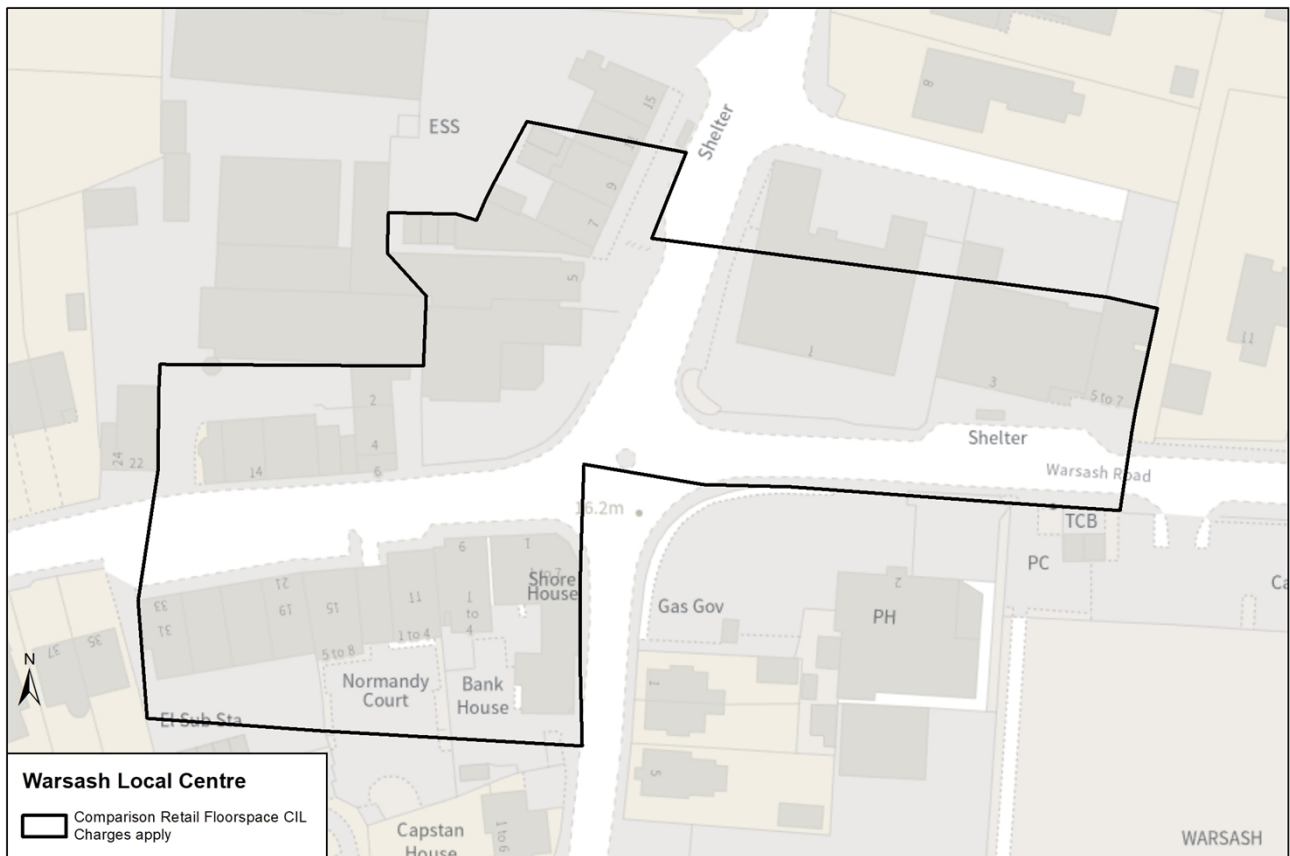 ESS
15
8
Shelter
9
7
5
11
1
3
5 to 7
2
4
6
14
24
22
Shelter
Warsash Road
16.2m
TCB
PC
Ca
33
31
21
19
15
11
9
1
1 to 7
Shore
House
1
to
4
1 to 4
5 to 8
37
35
Gas Gov
2
PH
Normandy
Court
Bank
House
1
5
El Sub Sta
N
Capstan
House
1 to 6
WARSASH
Warsash Local Centre
Comparison Retail Floorspace CIL
Charges apply